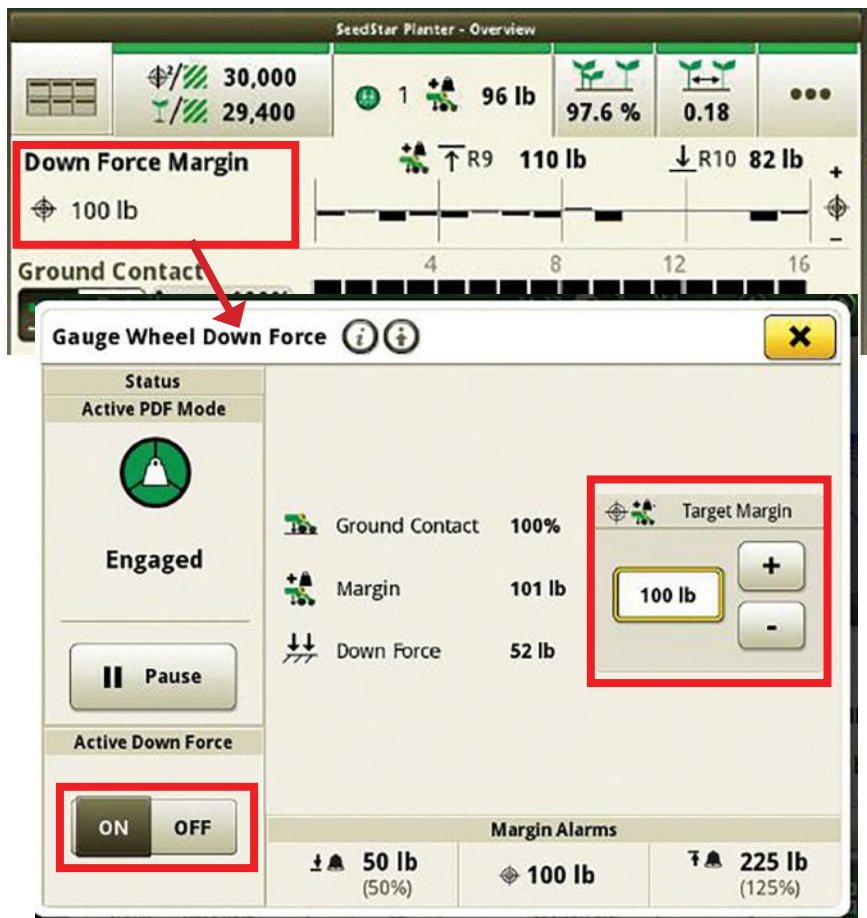 SeedStar Planter - Overview
30,000
29,400
1 96 lb
97.6 %
0.18
Down Force Margin
R9 110 lb
R10 82 lb
+
100 lb
-
Ground Contact
4 8 12 16
Gauge Wheel Down Force
Status
Active PDF Mode
Engaged
Pause
Active Down Force
ON OFF
Ground Contact 100%
Margin 101 lb
Down Force 52 lb
Target Margin
100 lb
+
-
Margin Alarms
50 lb
(50%)
100 lb
225 lb
(125%)